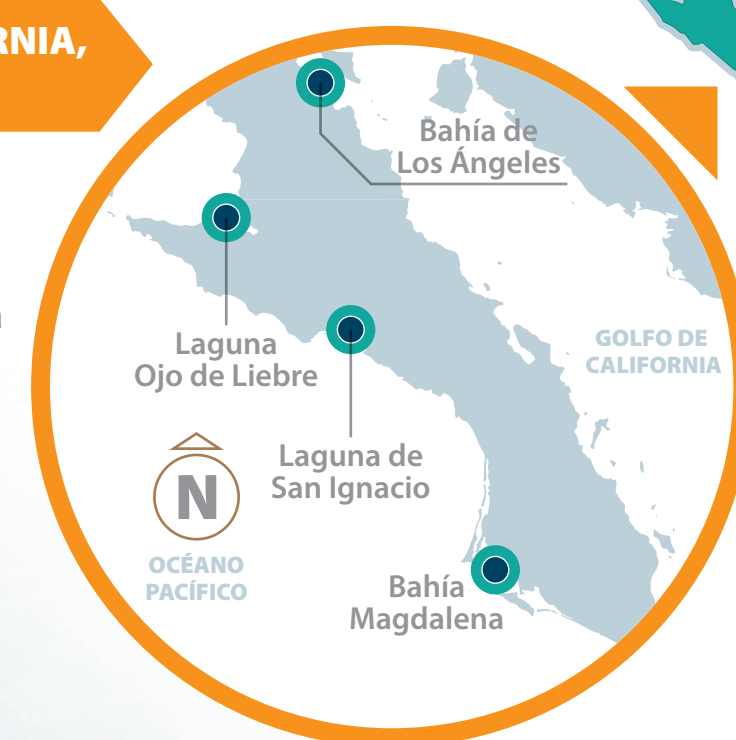 RNIA,
Bahía de
Los Ángeles
Laguna
Ojo de Liebre
GOLFO DE
CALIFORNIA
Laguna de
San Ignacio
N
OCÉANO
PACÍFICO
Bahía
Magdalena